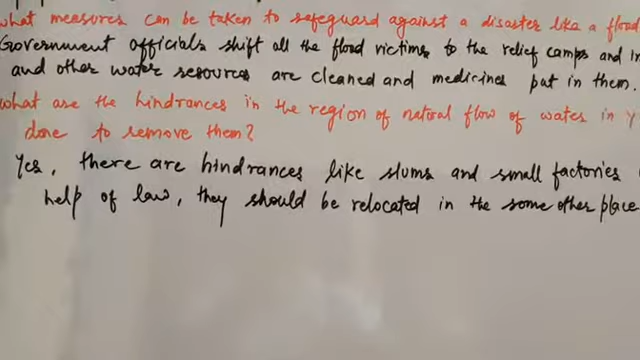 what measures can be taken to safeguard against a disaster like a flood
Government officials shift all the flood victims to the relief camps and in
and other water resources are cleaned and medicines put in them.
what are the hindrances in the region of natural flow of water in y
done to remove them?
Yes, there are hindrances like slums and small factories
help of law, they should be relocated in the some other place